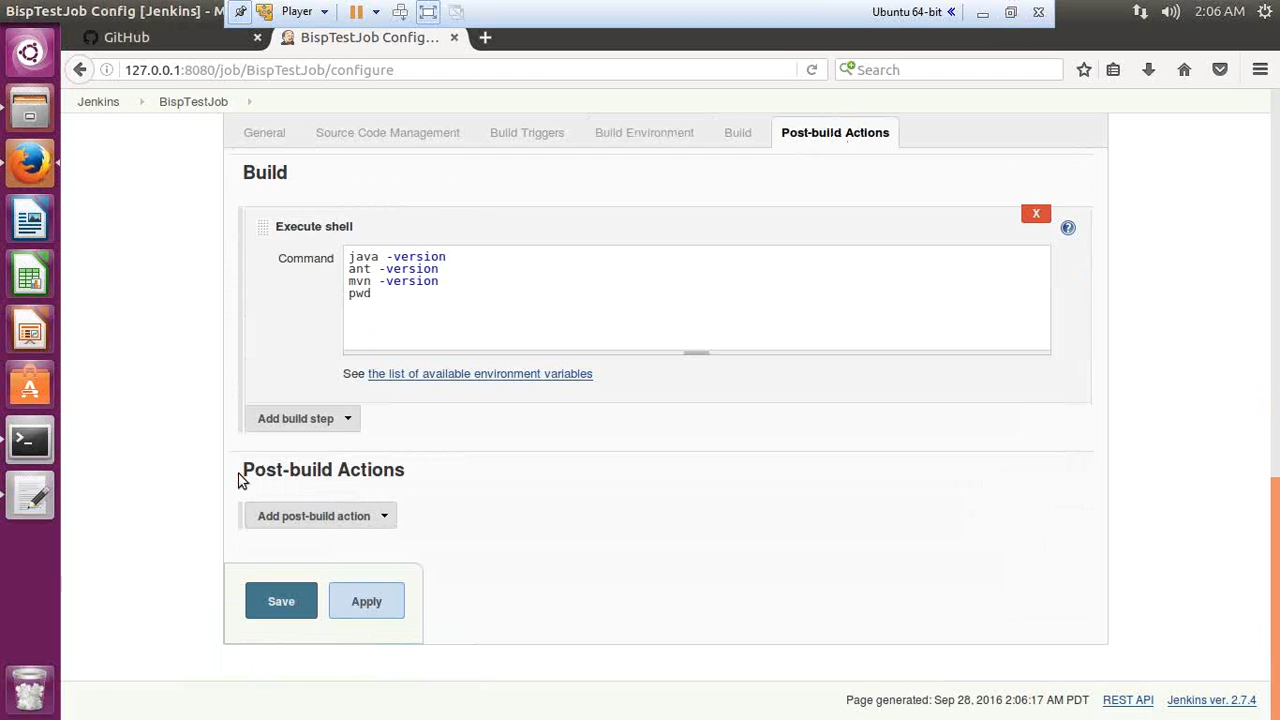 BispTestJob Config [Jenkins] - M
Player
Ubuntu 64-bit
2:06 AM
GitHub
BispTestJob Config...
127.0.0.1:8080/job/BispTestJob/configure
Search
Jenkins
BispTestJob
General
Source Code Management
Build Triggers
Build Environment
Build
Post-build Actions
Build
X
Execute shell
Command
java -version
ant -version
mvn -version
pwd
See the list of available environment variables
Add build step
Post-build Actions
Add post-build action
Save
Apply
Page generated: Sep 28, 2016 2:06:17 AM PDT
REST API
Jenkins ver. 2.7.4